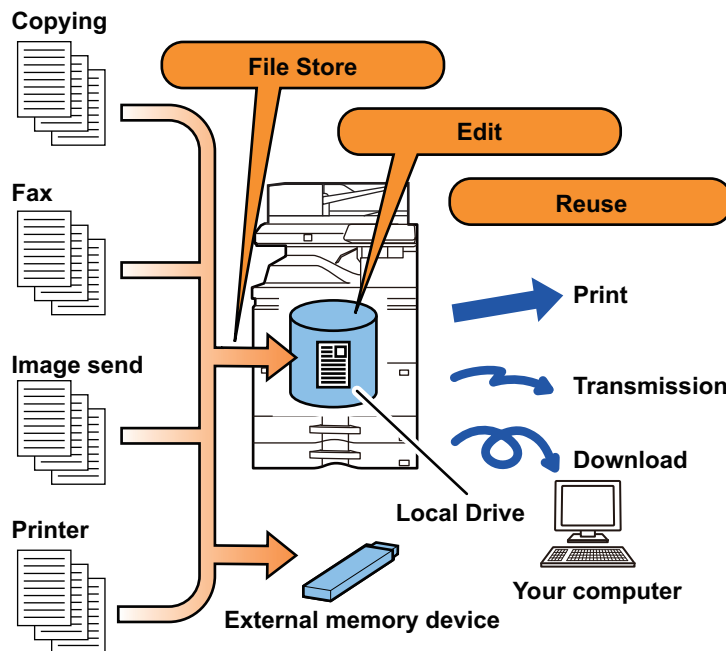 Copying
File Store
Edit
Fax
Reuse
Print
Image send
Transmission
Download
Local Drive
Printer
Your computer
External memory device